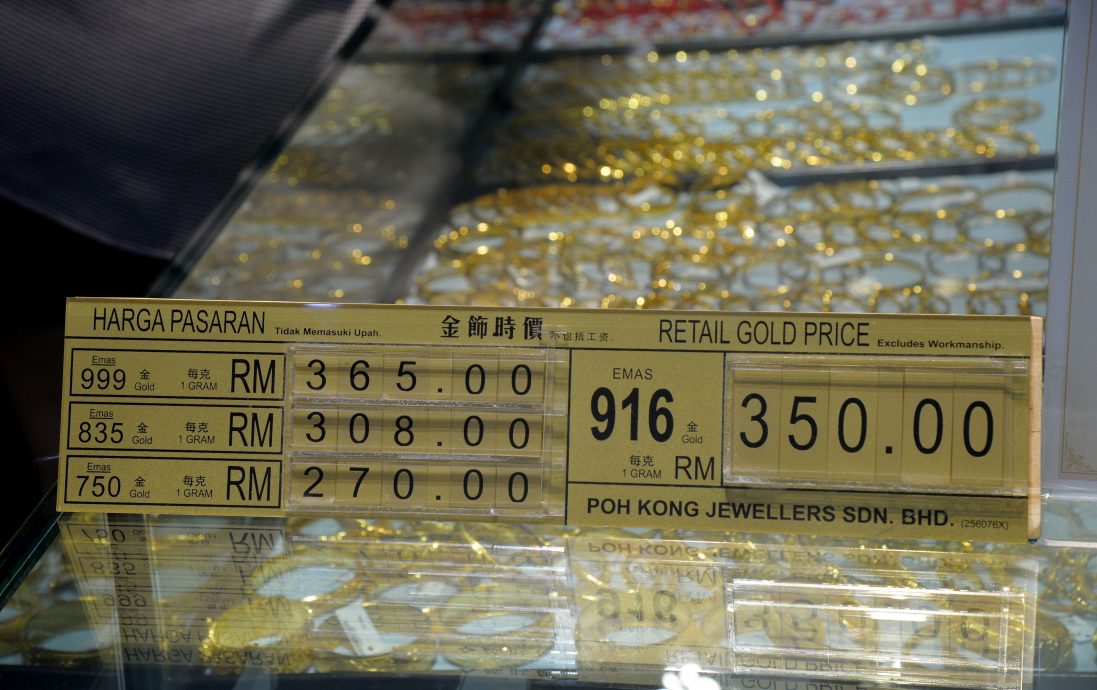 HARGA PASARAN Tidak Memasuki Upah. 金飾時價 不包括工资. RETAIL GOLD PRICE Excludes Workmanship.
Emas
999 金 Gold 每克 1 GRAM RM 365.00
Emas
835 金 Gold 每克 1 GRAM RM 308.00
Emas
750 金 Gold 每克 1 GRAM RM 270.00
EMAS
916 金 Gold
每克 1 GRAM RM
350.00
POH KONG JEWELLERS SDN. BHD. (256076X)